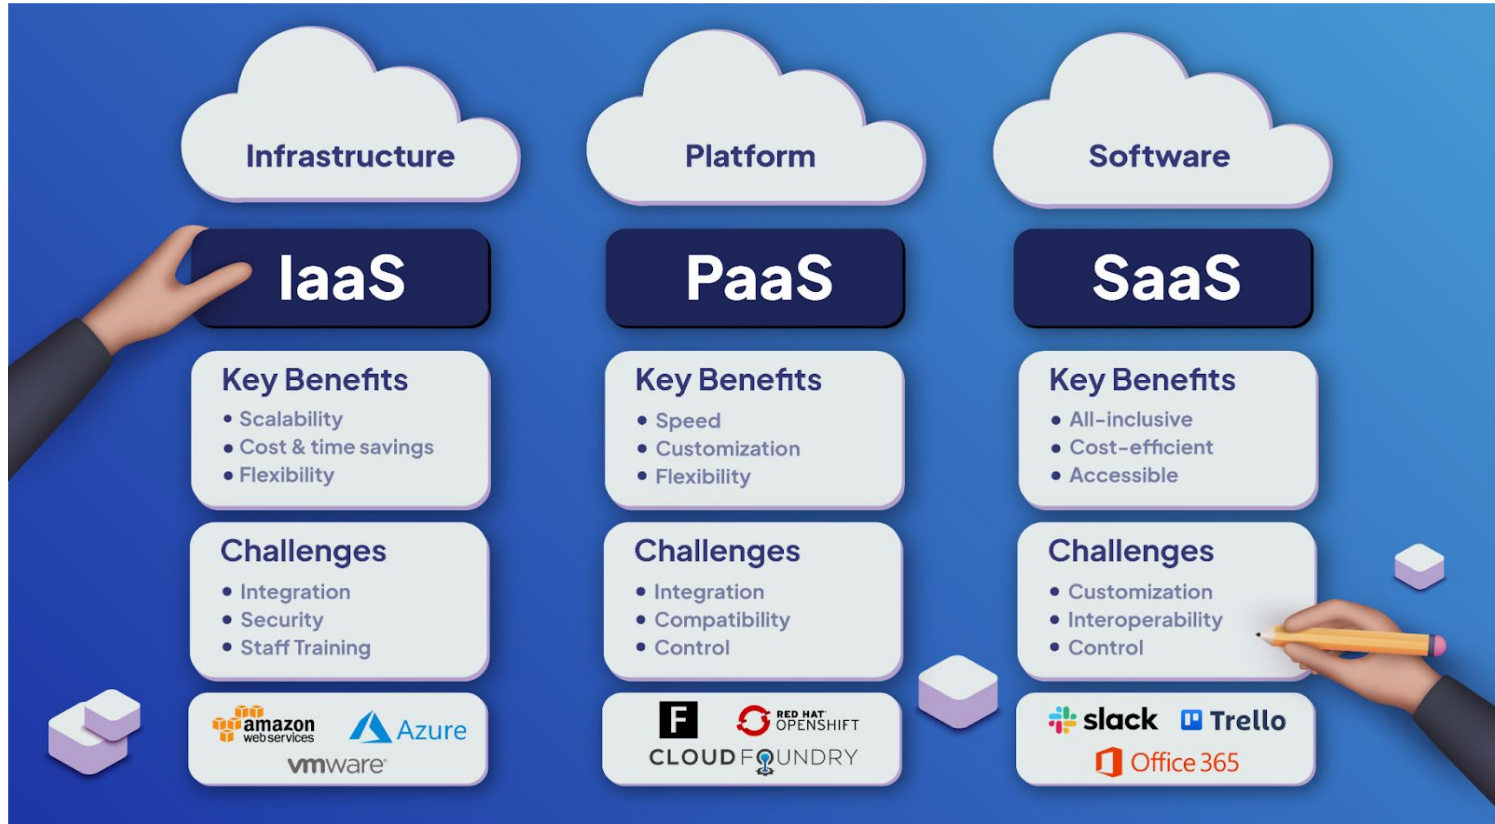 Infrastructure
IaaS
Key Benefits
Scalability
Cost & time savings
Flexibility
Challenges
Integration
Security
Staff Training
amazon
webservices
Azure
vmware
Platform
PaaS
Key Benefits
Speed
Customization
Flexibility
Challenges
Integration
Compatibility
Control
F
RED HAT
OPENSHIFT
CLOUD FOUNDRY
Software
SaaS
Key Benefits
All-inclusive
Cost-efficient
Accessible
Challenges
Customization
Interoperability
Control
slack
Trello
Office 365